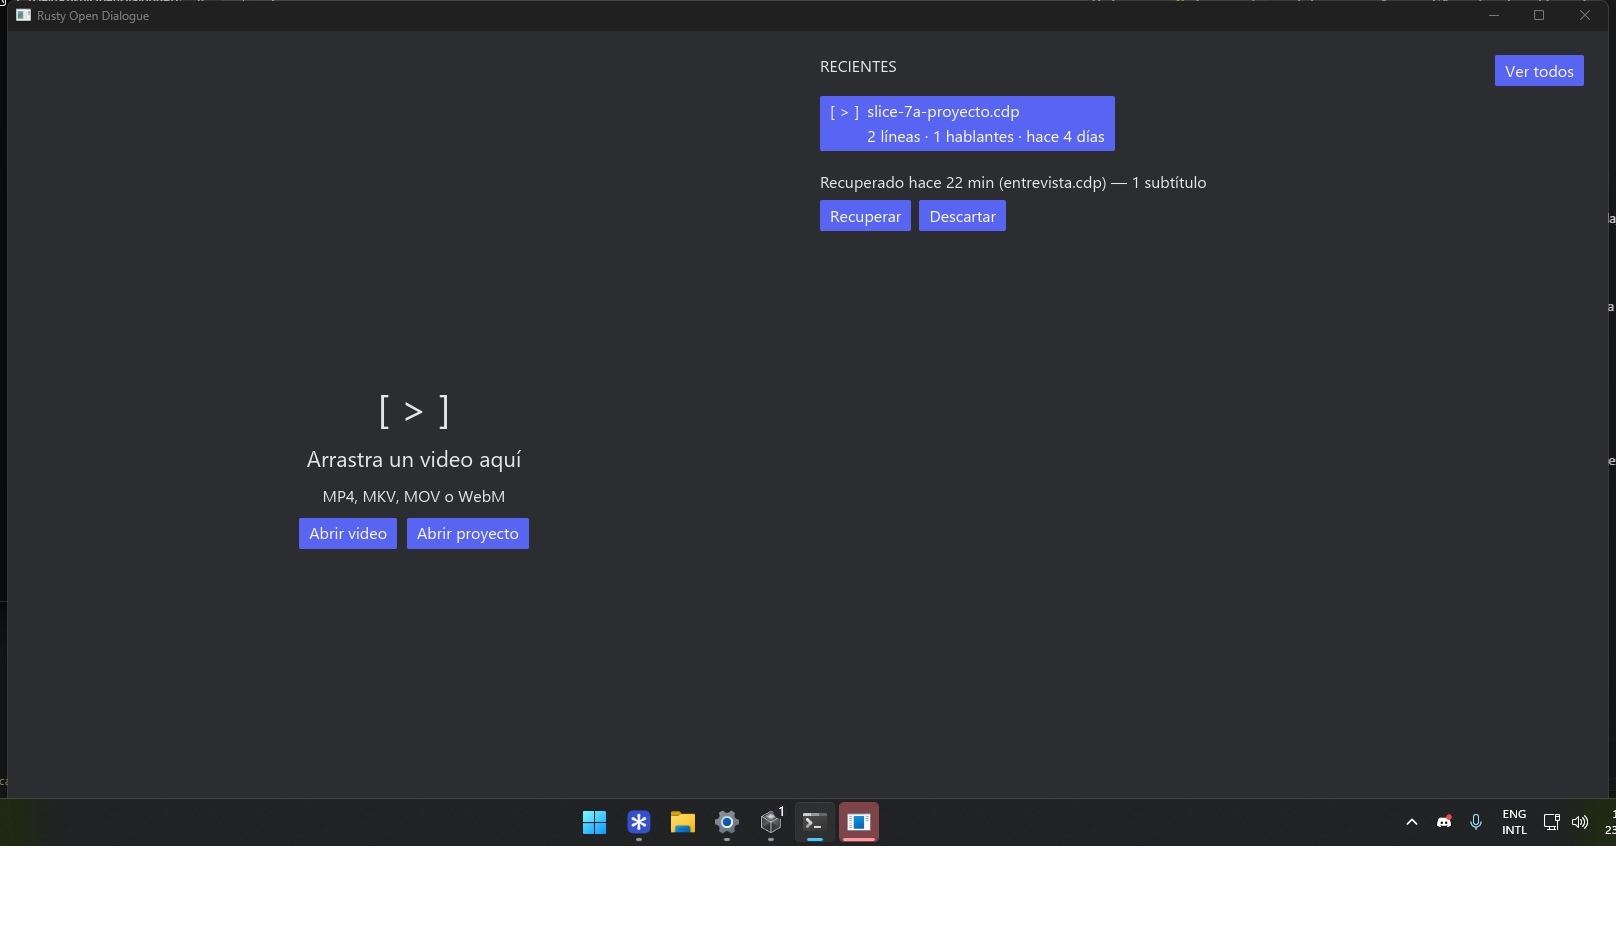 Rusty Open Dialogue
RECIENTES
Ver todos
[ > ] slice-7a-proyecto.cdp
2 líneas · 1 hablantes · hace 4 días
Recuperado hace 22 min (entrevista.cdp) — 1 subtítulo
Recuperar Descartar
[ > ]
Arrastra un video aquí
MP4, MKV, MOV o WebM
Abrir video Abrir proyecto
1
ENG
INTL